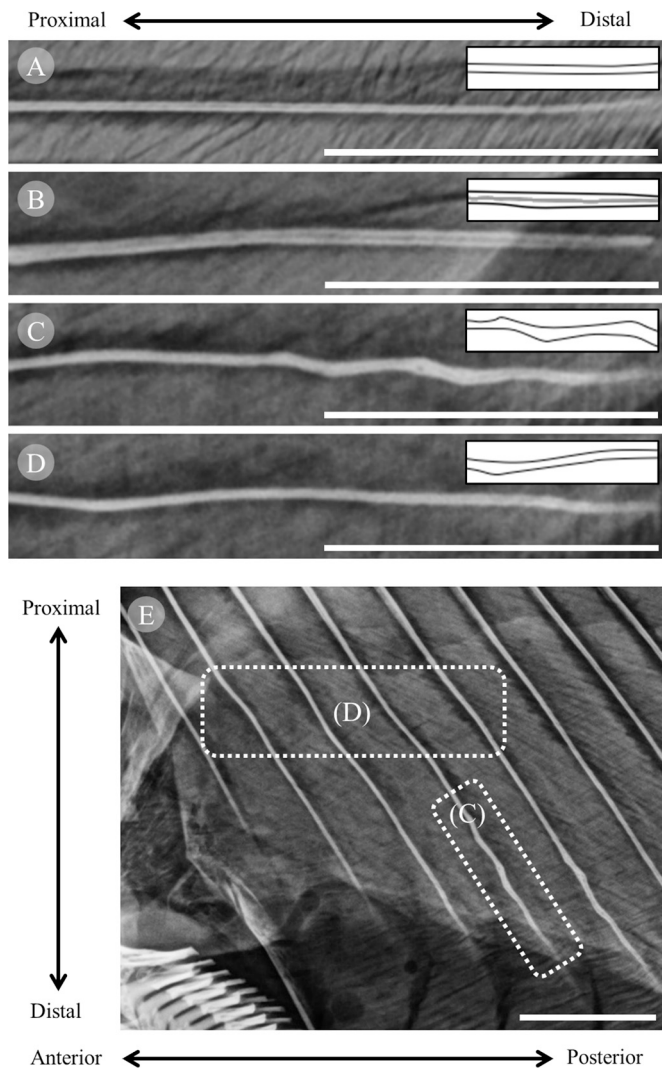 Proximal Distal
A
B
C
D
Proximal
E
(D)
(C)
Distal
Anterior Posterior